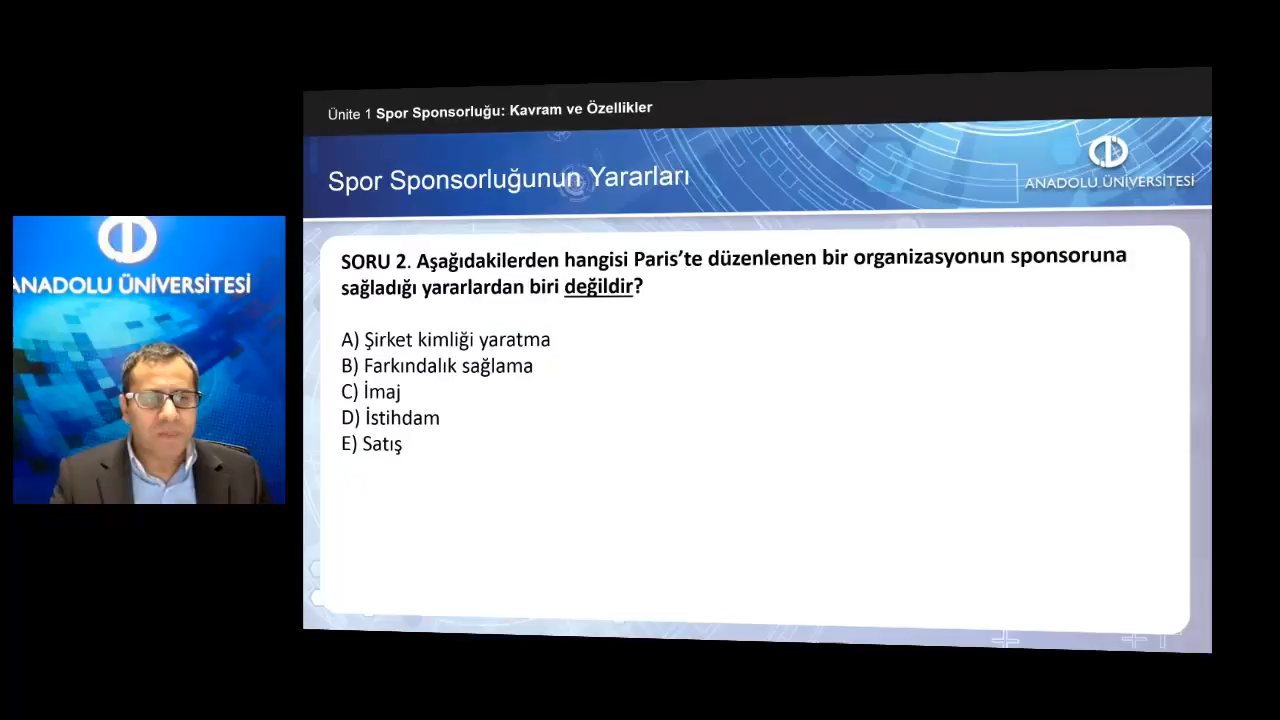 Ünite 1 Spor Sponsorluğu: Kavram ve Özellikler
Spor Sponsorluğunun Yararları
ANADOLU ÜNİVERSİTESİ
ANADOLU ÜNİVERSİTESİ
SORU 2. Aşağıdakilerden hangisi Paris’te düzenlenen bir organizasyonun sponsoruna
sağladığı yararlardan biri değildir?
A) Şirket kimliği yaratma
B) Farkındalık sağlama
C) İmaj
D) İstihdam
E) Satış